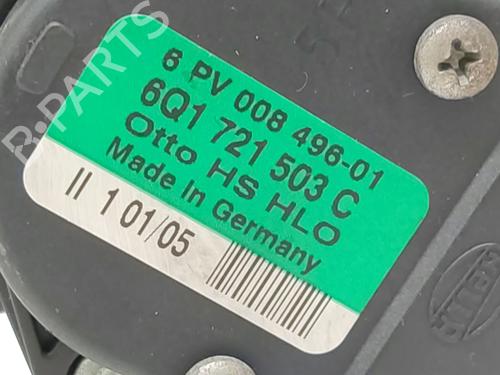 6 PV 008 496-01
6Q1 721 503 C
Otto HS HLO
Made In Germany
II 1 01/05
B-PARTS
Hella